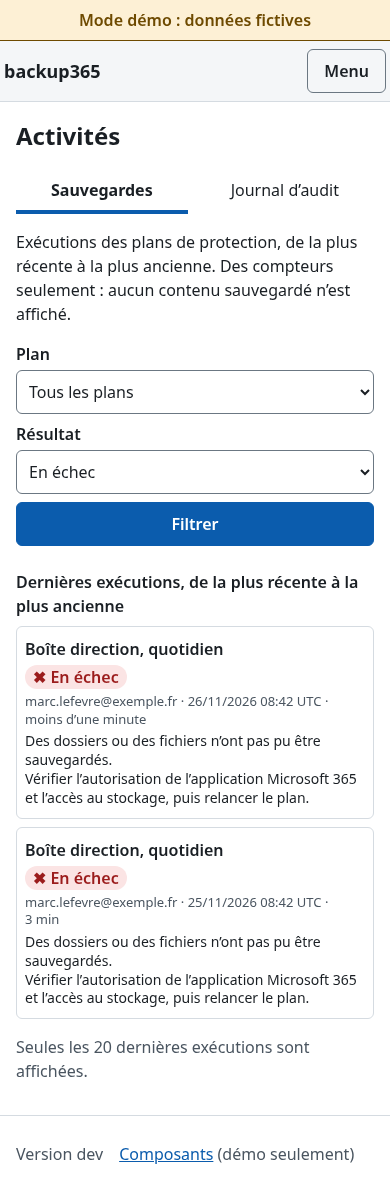 Mode démo : données fictives
backup365
Menu
Activités
Sauvegardes
Journal d’audit
Exécutions des plans de protection, de la plus
récente à la plus ancienne. Des compteurs
seulement : aucun contenu sauvegardé n’est
affiché.
Plan
Tous les plans
Résultat
En échec
Filtrer
Dernières exécutions, de la plus récente à la
plus ancienne
Boîte direction, quotidien
✖ En échec
marc.lefevre@exemple.fr · 26/11/2026 08:42 UTC ·
moins d’une minute
Des dossiers ou des fichiers n’ont pas pu être
sauvegardés.
Vérifier l’autorisation de l’application Microsoft 365
et l’accès au stockage, puis relancer le plan.
Boîte direction, quotidien
✖ En échec
marc.lefevre@exemple.fr · 25/11/2026 08:42 UTC ·
3 min
Des dossiers ou des fichiers n’ont pas pu être
sauvegardés.
Vérifier l’autorisation de l’application Microsoft 365
et l’accès au stockage, puis relancer le plan.
Seules les 20 dernières exécutions sont
affichées.
Version dev Composants (démo seulement)